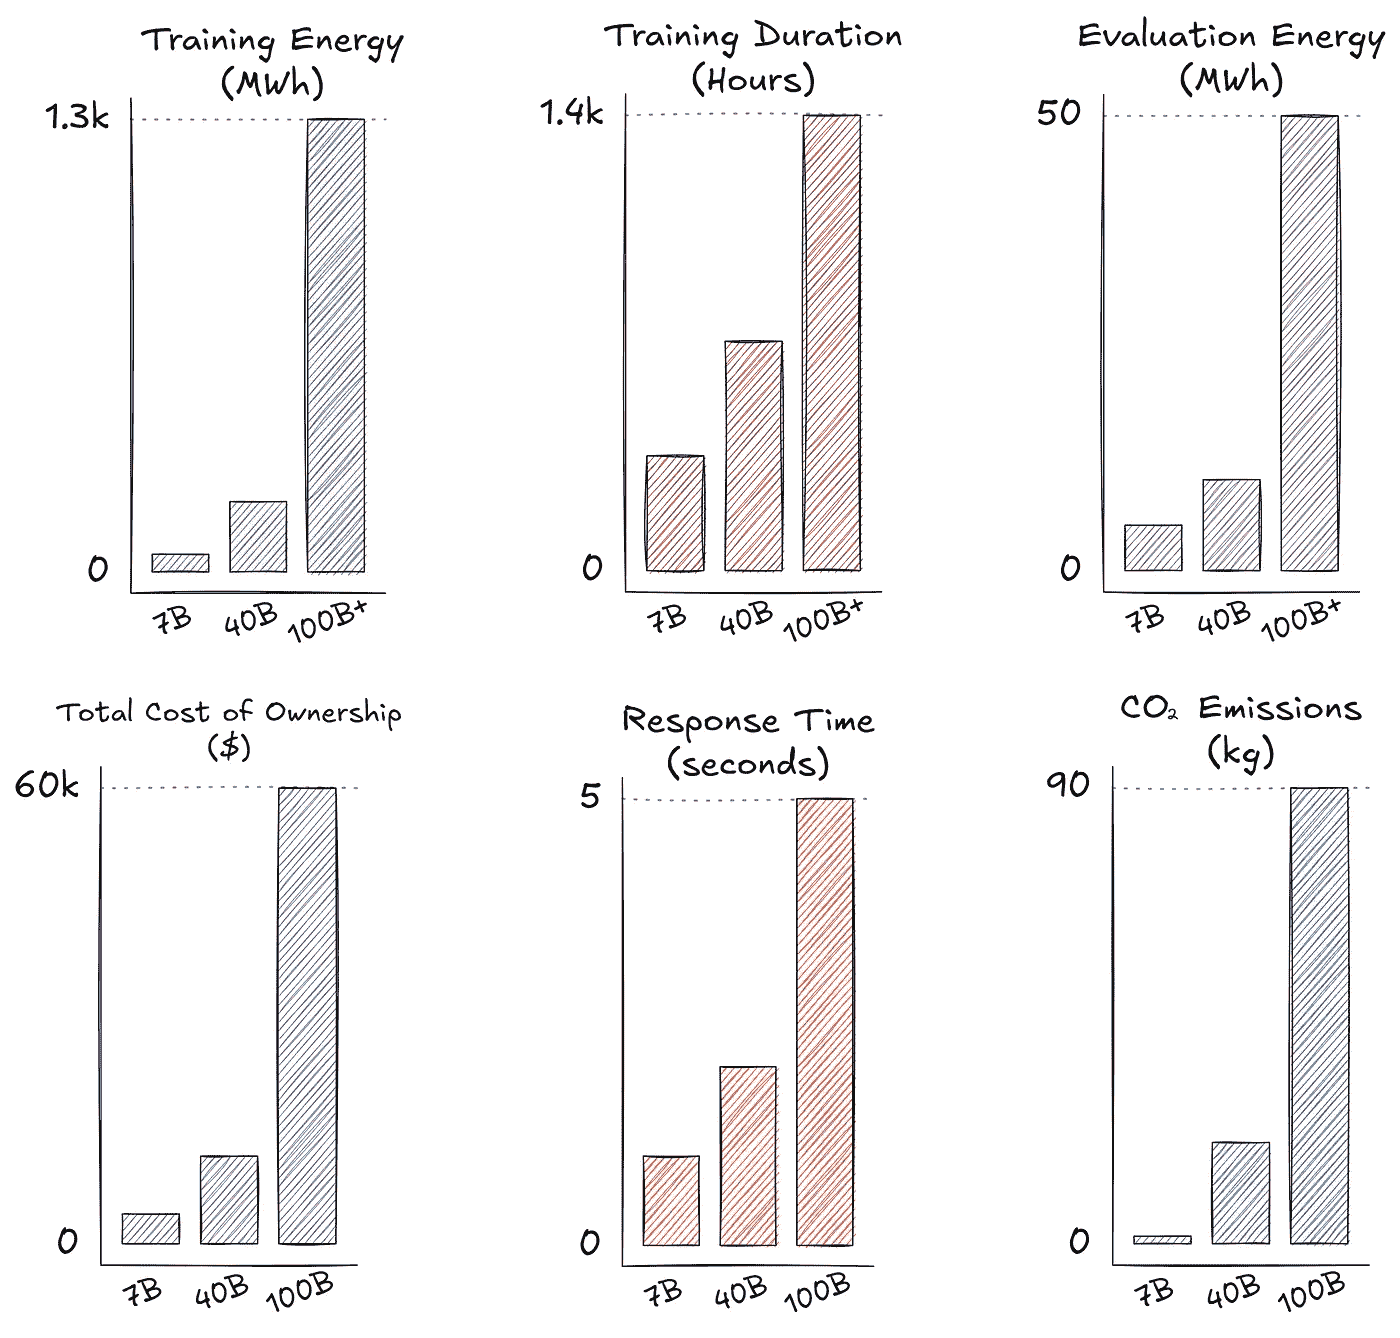 Training Energy
(MWh)
1.3k
0
7B 40B 100B+
Training Duration
(Hours)
1.4k
0
7B 40B 100B+
Evaluation Energy
(MWh)
50
0
7B 40B 100B+
Total Cost of Ownership
($)
60k
0
7B 40B 100B
Response Time
(seconds)
5
0
7B 40B 100B
CO₂ Emissions
(kg)
90
0
7B 40B 100B